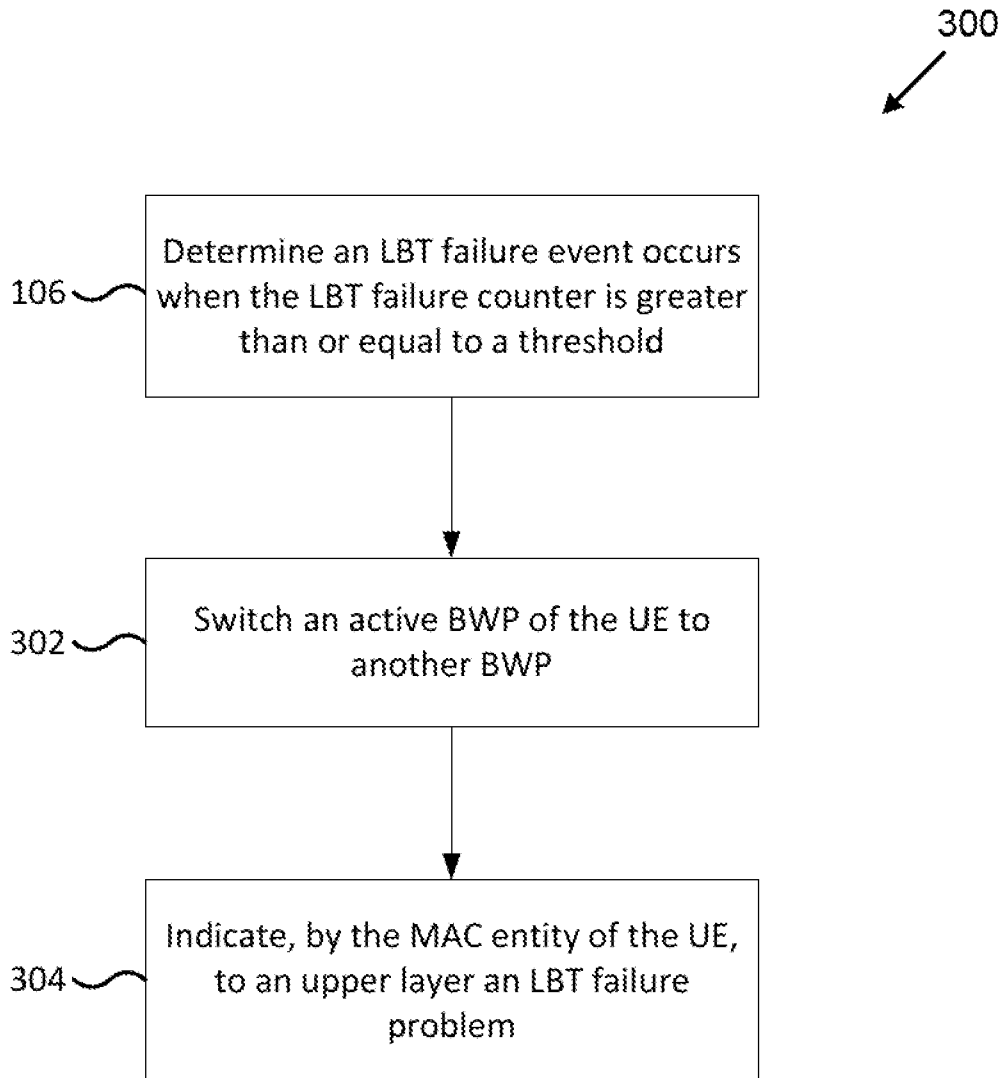 300
106
Determine an LBT failure event occurs
when the LBT failure counter is greater
than or equal to a threshold
302
Switch an active BWP of the UE to
another BWP
304
Indicate, by the MAC entity of the UE,
to an upper layer an LBT failure
problem